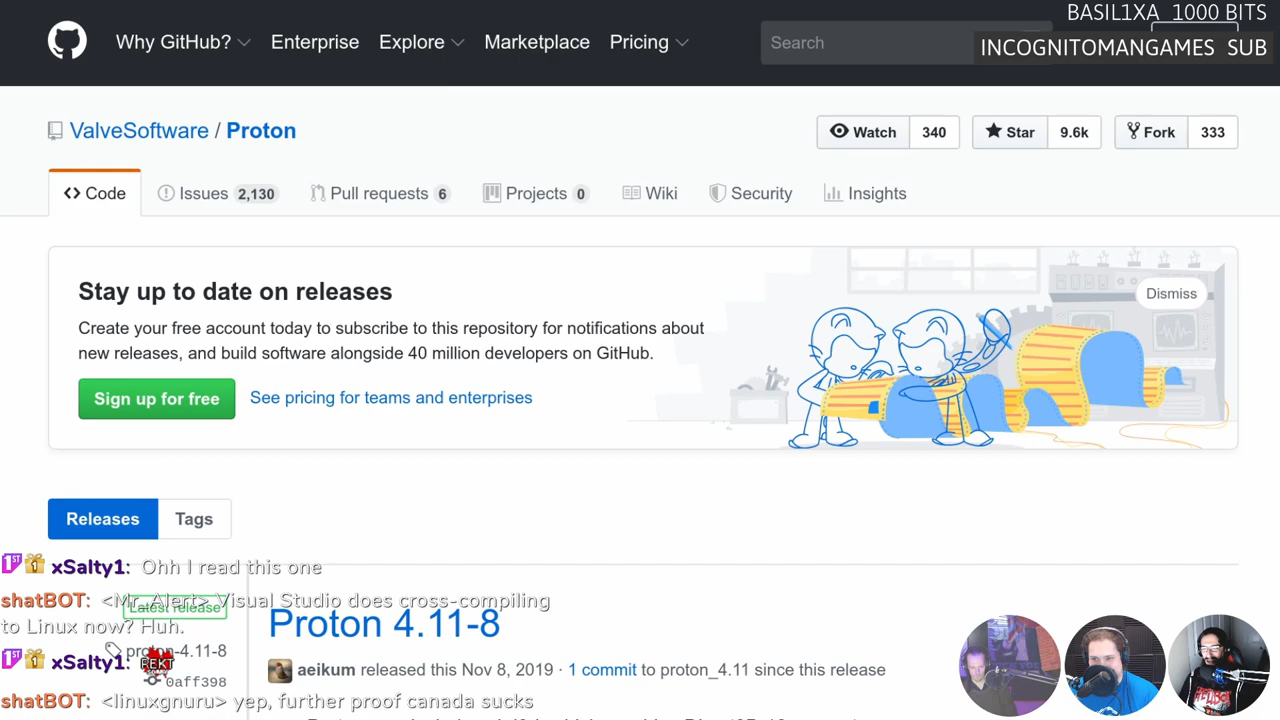 BASIL1XA 1000 BITS
INCOGNITOMANGAMES SUB
Why GitHub? Enterprise Explore Marketplace Pricing Search
ValveSoftware / Proton
Watch 340 Star 9.6k Fork 333
Code Issues 2,130 Pull requests 6 Projects 0 Wiki Security Insights
Stay up to date on releases
Dismiss
Create your free account today to subscribe to this repository for notifications about
new releases, and build software alongside 40 million developers on GitHub.
Sign up for free See pricing for teams and enterprises
Releases Tags
xSalty1: Ohh I read this one
shatBOT: <Mr_Alert> Visual Studio does cross-compiling
to Linux now? Huh.
Latest release
Proton 4.11-8
proton-4.11-8
xSalty1: REKT
aeikum released this Nov 8, 2019 · 1 commit to proton_4.11 since this release
0aff398
shatBOT: <linuxgnuru> yep, further proof canada sucks